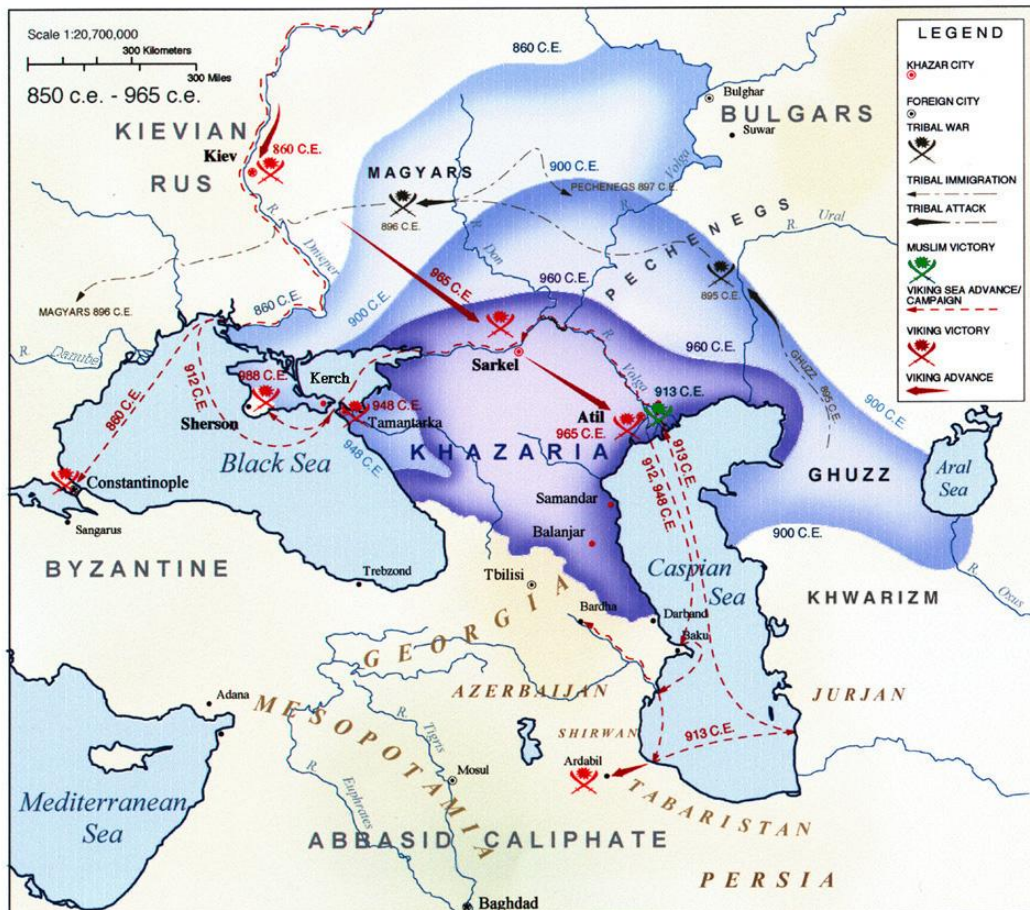 Scale 1:20,700,000
300 Kilometers
300 Miles
850 c.e. - 965 c.e.
LEGEND
KHAZAR CITY
FOREIGN CITY
TRIBAL WAR
TRIBAL IMMIGRATION
TRIBAL ATTACK
MUSLIM VICTORY
VIKING SEA ADVANCE/
CAMPAIGN
VIKING VICTORY
VIKING ADVANCE
860 C.E.
Bulghar
BULGARS
Suwar
KIEVIAN
RUS
Kiev
860 C.E.
MAGYARS
896 C.E.
900 C.E.
PECHENEGS 897 C.E.
R. Volga
PECHENEGS
R. Ural
R. Dnieper
R. Don
965 C.E.
960 C.E.
895 C.E.
MAGYARS 896 C.E.
860 C.E.
900 C.E.
960 C.E.
GHUZZ 895 C.E.
900 C.E.
R. Danube
Sarkel
R. Volga
912 C.E.
988 C.E.
Kerch
948 C.E.
Tamantarka
948 C.E.
Sherson
860 C.E.
Black Sea
Constantinople
Sangarus
KHAZARIA
Atil
965 C.E.
913 C.E.
912, 948 C.E.
913 C.E.
GHUZZ
Aral
Sea
Samandar
Balanjar
900 C.E.
BYZANTINE
Trebzond
Tbilisi
Caspian
Sea
KHWARIZM
R. Oxus
Bardha
Darband
Baku
GEORGIA
AZERBAIJAN
JURJAN
Adana
MESOPOTAMIA
SHIRWAN
913 C.E.
Ardabil
R. Tigris
Mosul
R. Euphrates
TABARISTAN
Mediterranean
Sea
ABBASID CALIPHATE
PERSIA
Baghdad